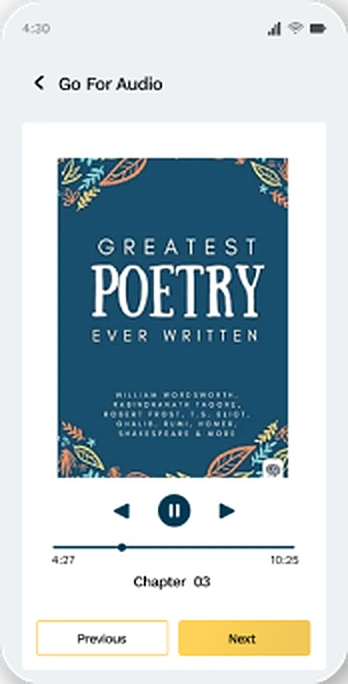 4:30
Go For Audio
GREATEST
POETRY
EVER WRITTEN
WILLIAM WORDSWORTH,
RABINDRANATH TAGORE,
ROBERT FROST, T.S. ELIOT,
GHALIB, RUMI, HOMER,
SHAKESPEARE & MORE
4:27 10:25
Chapter 03
Previous Next